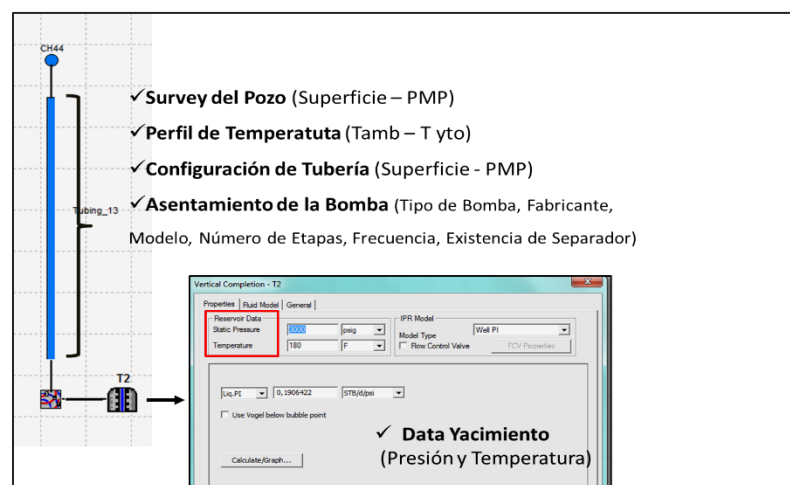 CH44
✓Survey del Pozo (Superficie – PMP)
✓Perfil de Temperatuta (Tamb – T yto)
✓Configuración de Tubería (Superficie - PMP)
Tubing_13
✓Asentamiento de la Bomba (Tipo de Bomba, Fabricante,
Modelo, Número de Etapas, Frecuencia, Existencia de Separador)
T2
Vertical Completion - T2
Properties Fluid Model General
Reservoir Data
Static Pressure 3000 psig
Temperature 180 F
IPR Model
Model Type Well PI
Flow Control Valve FCV Properties
Liq.PI 0,1906422 STB/d/psi
Use Vogel below bubble point
✓ Data Yacimiento
(Presión y Temperatura)
Calculate/Graph...